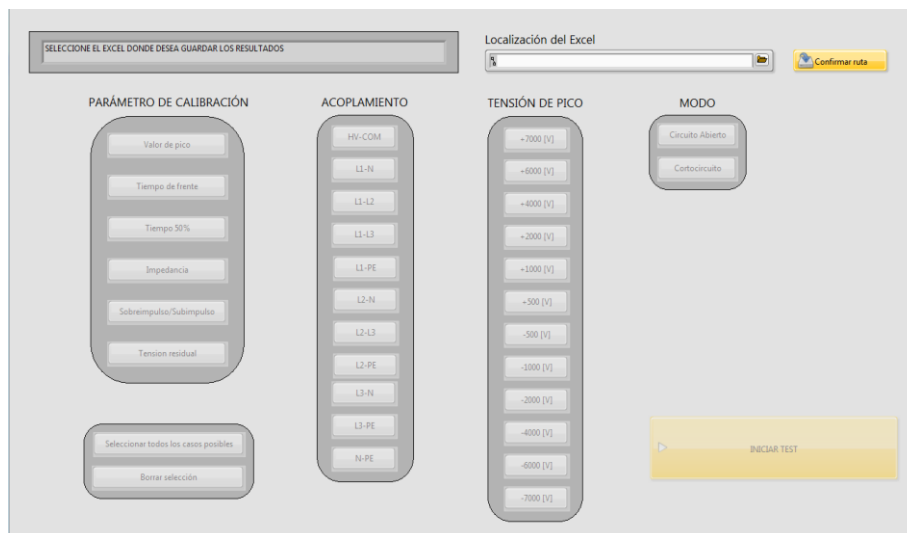 SELECCIONE EL EXCEL DONDE DESEA GUARDAR LOS RESULTADOS
Localización del Excel
Confirmar ruta
PARÁMETRO DE CALIBRACIÓN
Valor de pico
Tiempo de frente
Tiempo 50%
Impedancia
Sobreimpulso/Subimpulso
Tension residual
Seleccionar todos los casos posibles
Borrar selección
ACOPLAMIENTO
HV-COM
L1-N
L1-L2
L1-L3
L1-PE
L2-N
L2-L3
L2-PE
L3-N
L3-PE
N-PE
TENSIÓN DE PICO
+7000 [V]
+6000 [V]
+4000 [V]
+2000 [V]
+1000 [V]
+500 [V]
-500 [V]
-1000 [V]
-2000 [V]
-4000 [V]
-6000 [V]
-7000 [V]
MODO
Circuito Abierto
Cortocircuito
INICIAR TEST